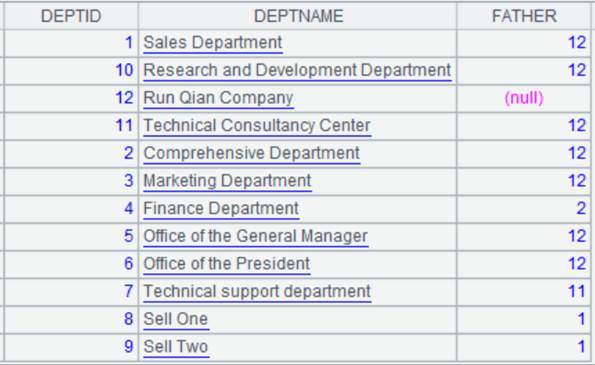 DEPTID DEPTNAME FATHER
1 Sales Department 12
10 Research and Development Department 12
12 Run Qian Company (null)
11 Technical Consultancy Center 12
2 Comprehensive Department 12
3 Marketing Department 12
4 Finance Department 2
5 Office of the General Manager 12
6 Office of the President 12
7 Technical support department 11
8 Sell One 1
9 Sell Two 1